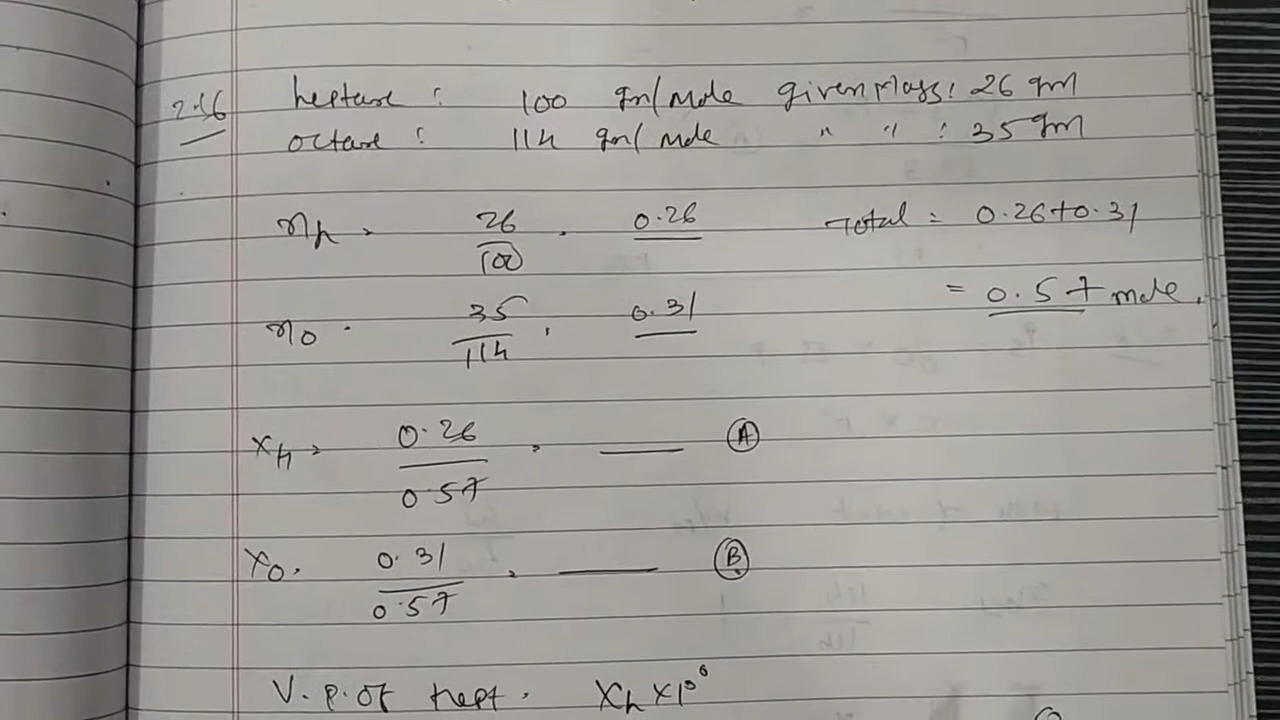 2.16 heptane : 100 gm/mole given Mass : 26 gm
octane : 114 gm/mole " " : 35 gm
nh = 26/100 = 0.26 Total = 0.26+0.31
= 0.57 mole.
no = 35/114 = 0.31
xh = 0.26/0.57 = —— A
xo = 0.31/0.57 = —— B
V.p. of hept. xh x p°